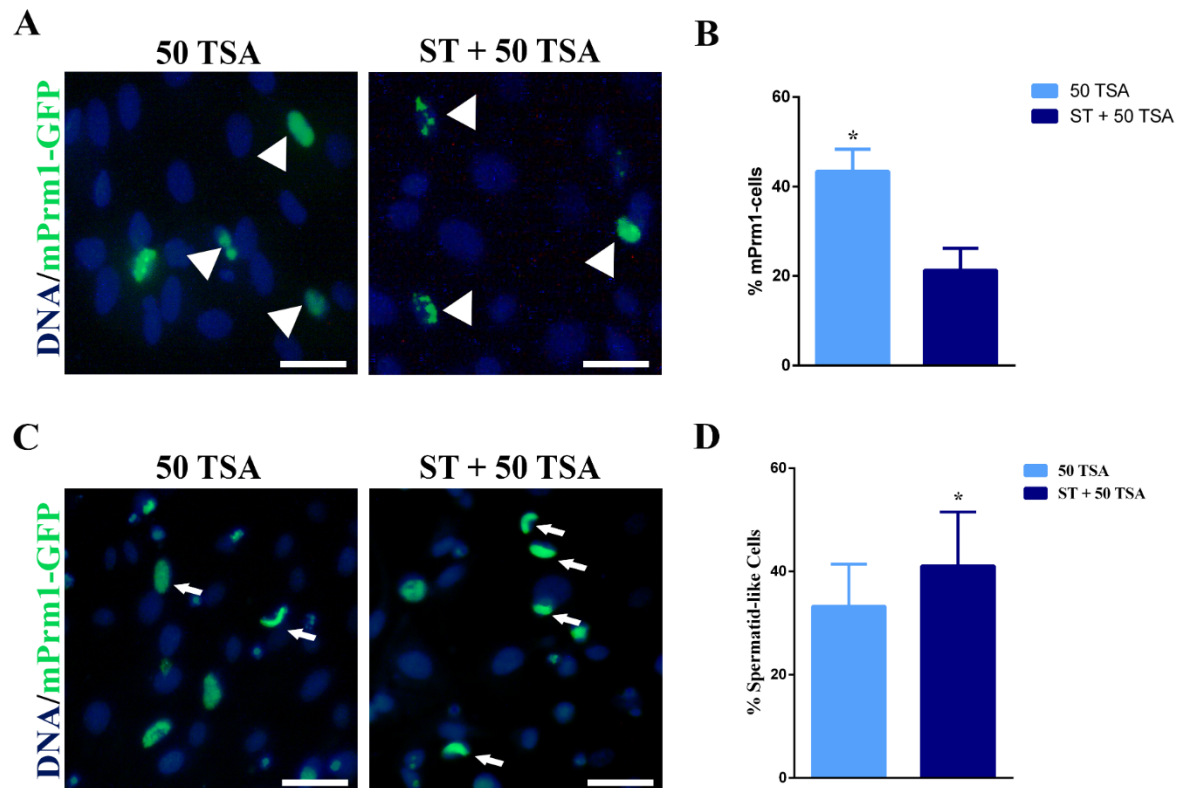 A
50 TSA
ST + 50 TSA
DNA/mPrm1-GFP
B
50 TSA
ST + 50 TSA
% mPrm1-cells
60
40
20
0
*
C
50 TSA
ST + 50 TSA
DNA/mPrm1-GFP
D
50 TSA
ST + 50 TSA
% Spermatid-like Cells
60
40
20
0
*